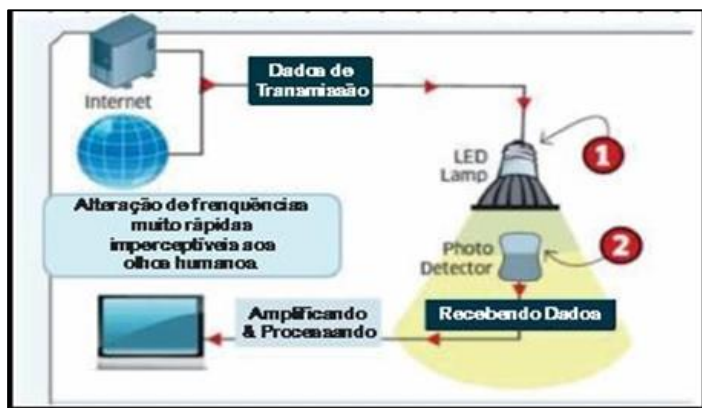 Dados de
Transmissão
Internet
LED
Lamp
1
Alteração de frenquências
muito rápidas
imperceptíveis aos
olhos humanos.
Photo
Detector
2
Amplificando
& Processando
Recebendo Dados